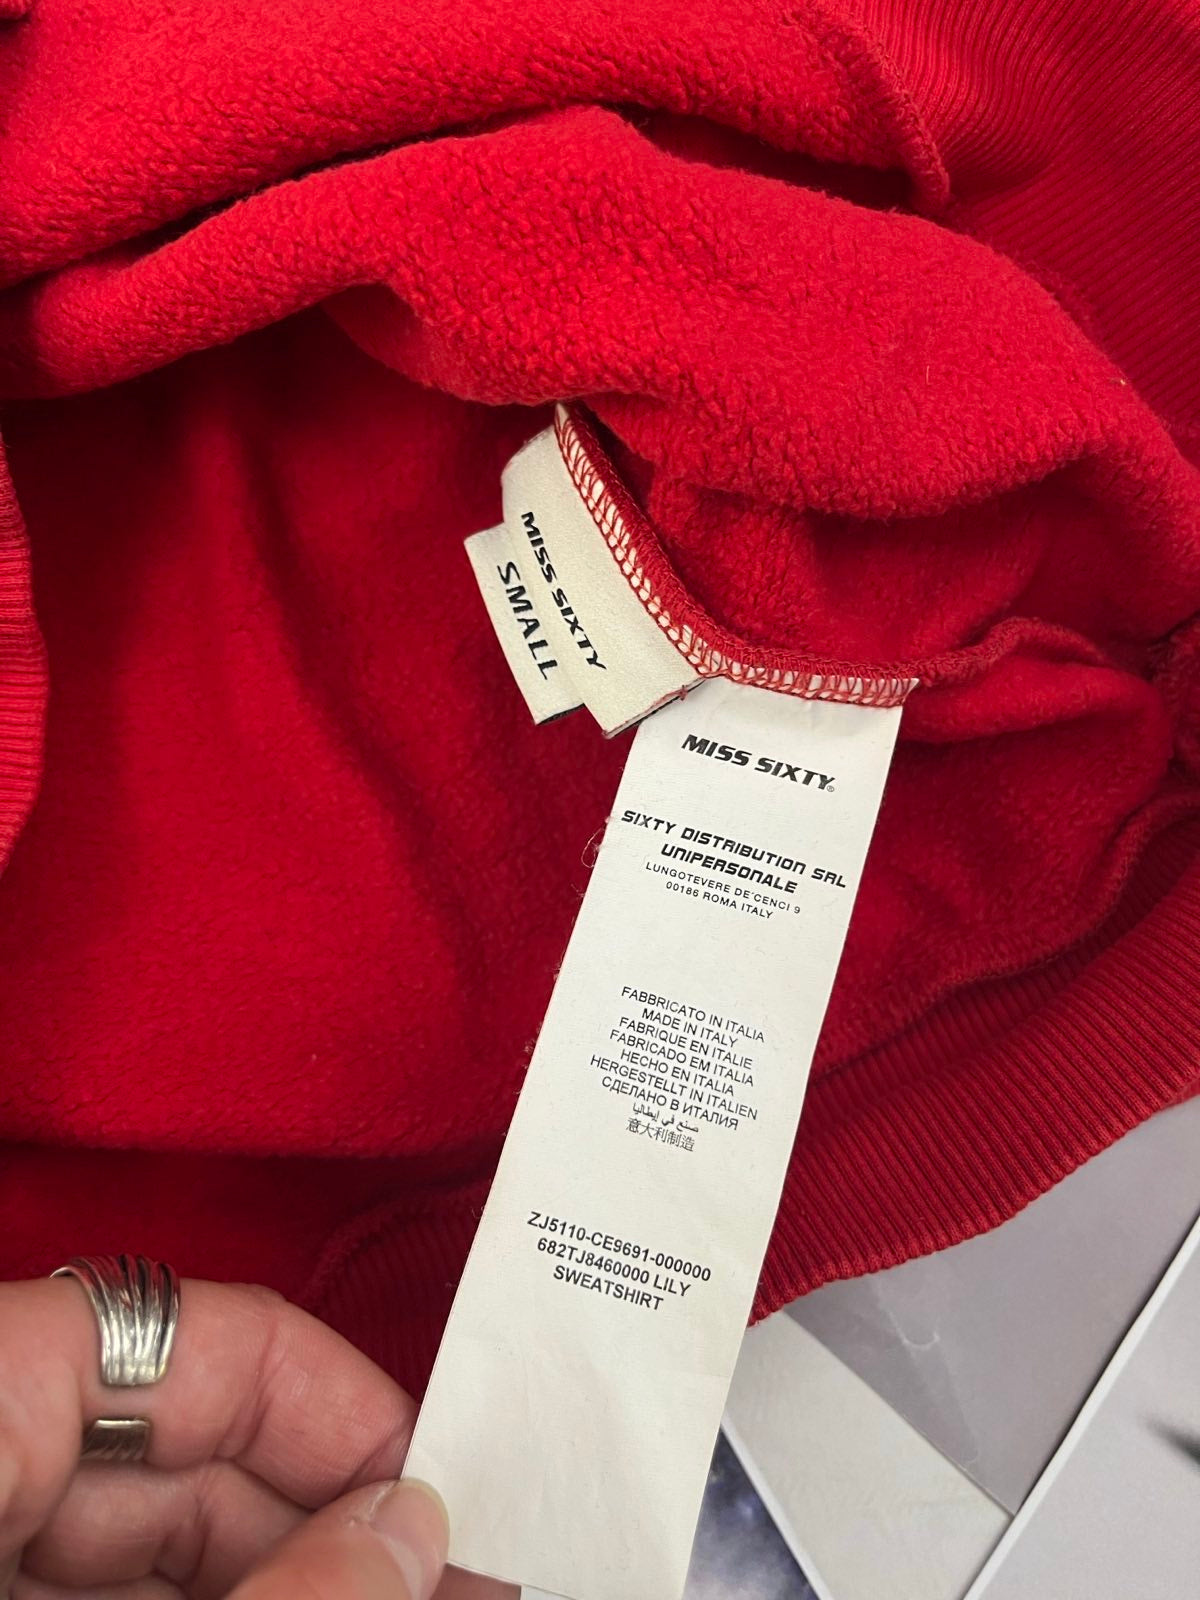 MISS SIXTY
SMALL
MISS SIXTY®
SIXTY DISTRIBUTION SRL
UNIPERSONALE
LUNGOTEVERE DE'CENCI 9
00186 ROMA ITALY
FABBRICATO IN ITALIA
MADE IN ITALY
FABRIQUE EN ITALIE
FABRICADO EM ITALIA
HECHO EN ITALIA
HERGESTELLT IN ITALIEN
СДЕЛАНО В ИТАЛИЯ
صنع في إيطاليا
意大利制造
ZJ5110-CE9691-000000
682TJ8460000 LILY
SWEATSHIRT